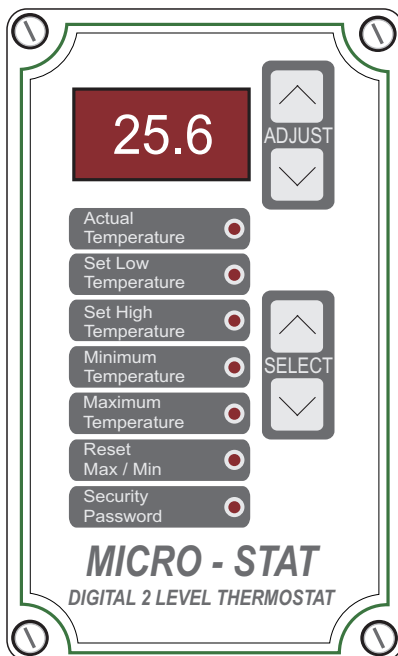 25.6
ADJUST
Actual
Temperature
Set Low
Temperature
Set High
Temperature
Minimum
Temperature
SELECT
Maximum
Temperature
Reset
Max / Min
Security
Password
MICRO - STAT
DIGITAL 2 LEVEL THERMOSTAT